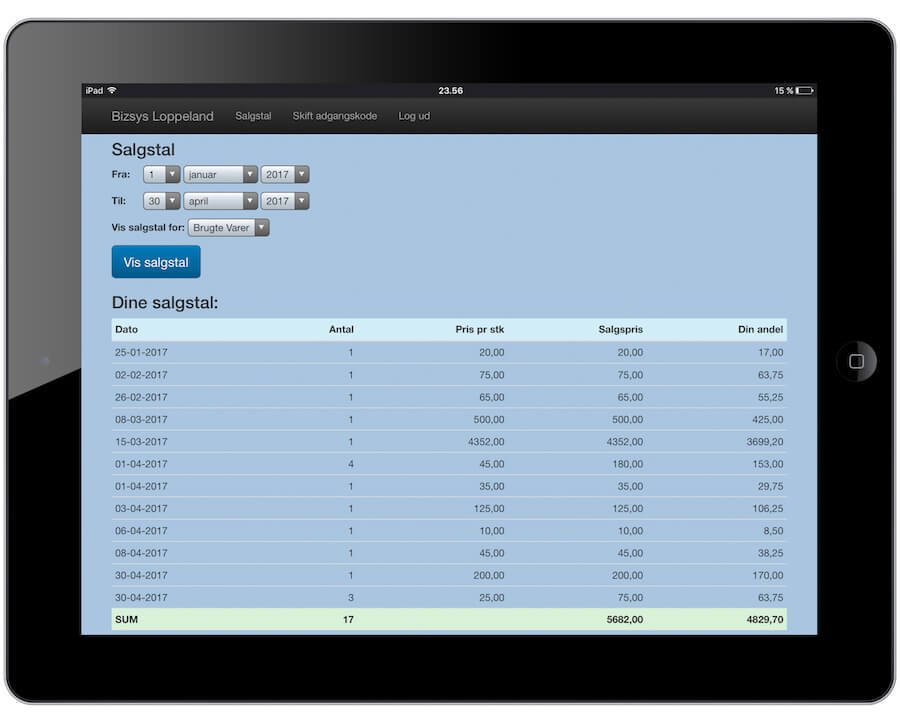 iPad 23.56 15 %
Bizsys Loppeland Salgstal Skift adgangskode Log ud
Salgstal
Fra: 1 januar 2017
Til: 30 april 2017
Vis salgstal for: Brugte Varer
Vis salgstal
Dine salgstal:
Dato Antal Pris pr stk Salgspris Din andel
25-01-2017 1 20,00 20,00 17,00
02-02-2017 1 75,00 75,00 63,75
26-02-2017 1 65,00 65,00 55,25
08-03-2017 1 500,00 500,00 425,00
15-03-2017 1 4352,00 4352,00 3699,20
01-04-2017 4 45,00 180,00 153,00
01-04-2017 1 35,00 35,00 29,75
03-04-2017 1 125,00 125,00 106,25
06-04-2017 1 10,00 10,00 8,50
08-04-2017 1 45,00 45,00 38,25
30-04-2017 1 200,00 200,00 170,00
30-04-2017 3 25,00 75,00 63,75
SUM 17 5682,00 4829,70